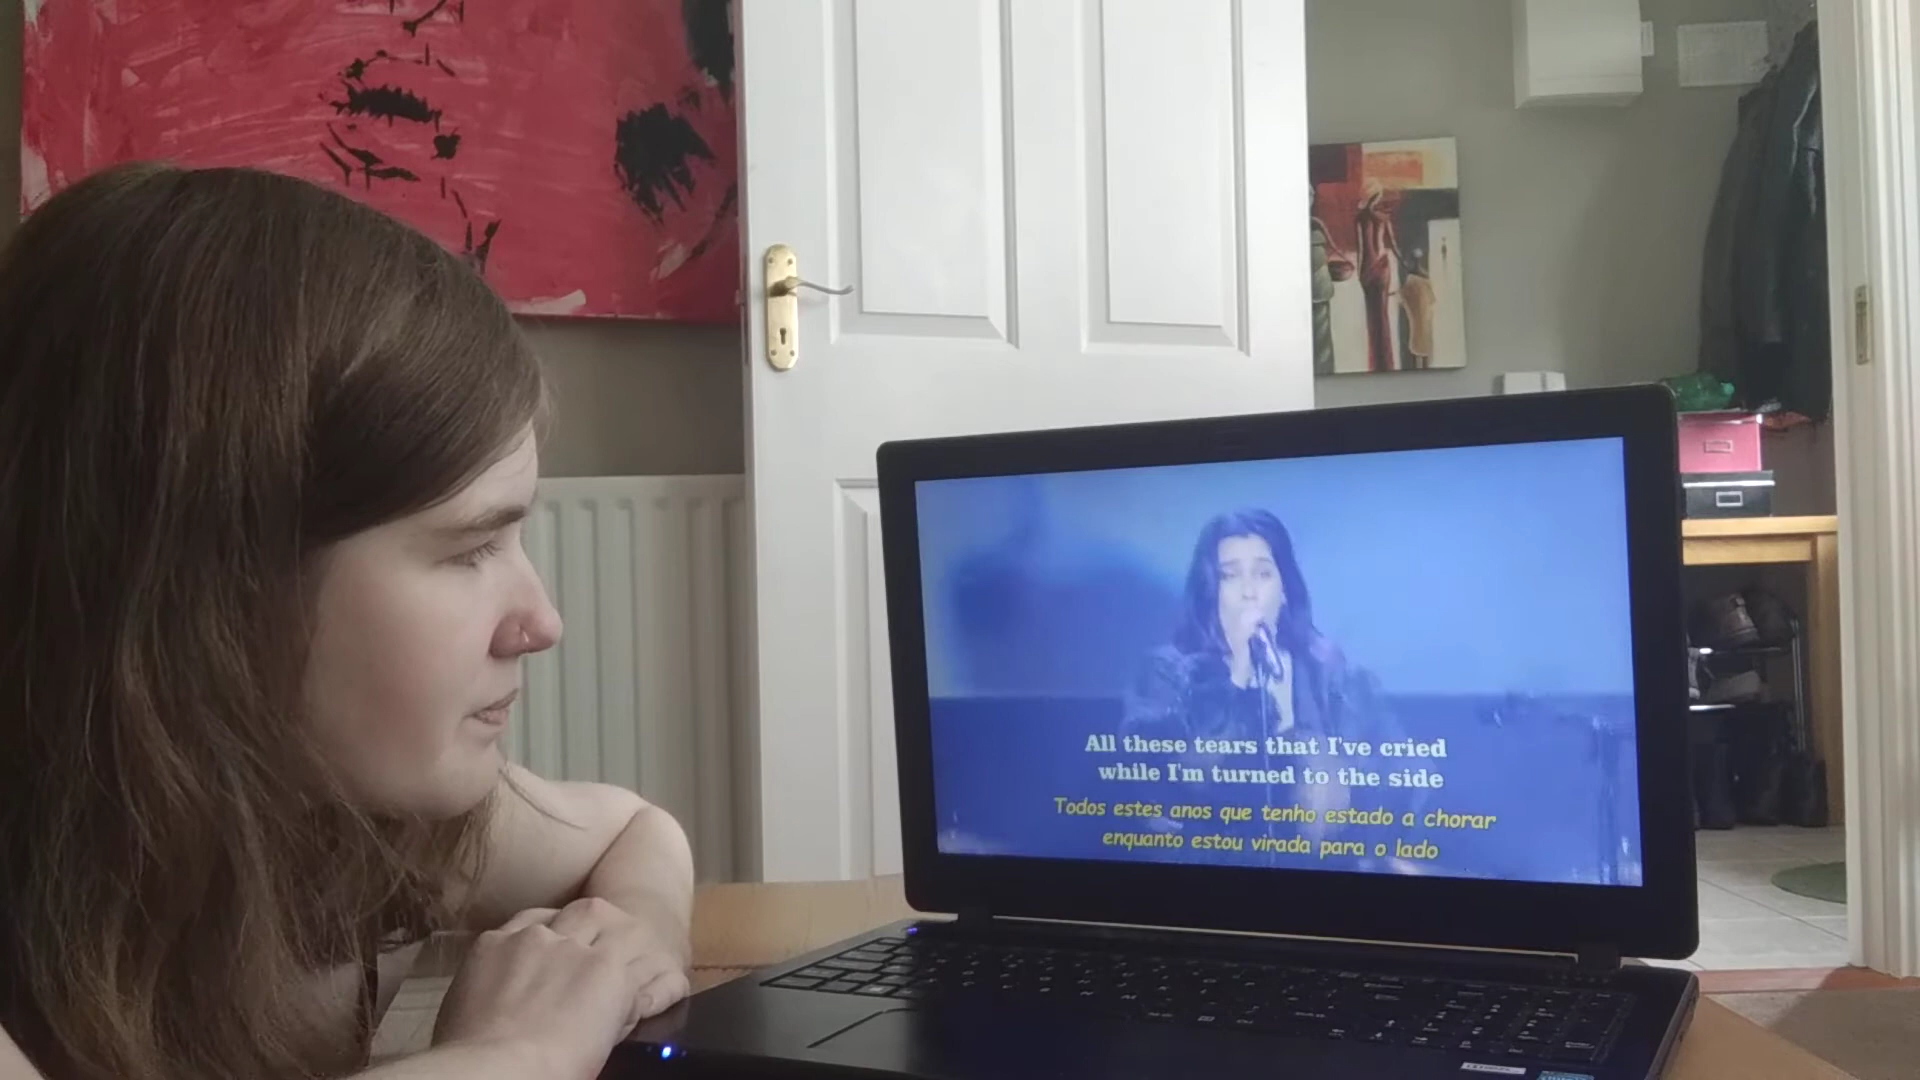 All these tears that I've cried
while I'm turned to the side
Todos estes anos que tenho estado a chorar
enquanto estou virada para o lado